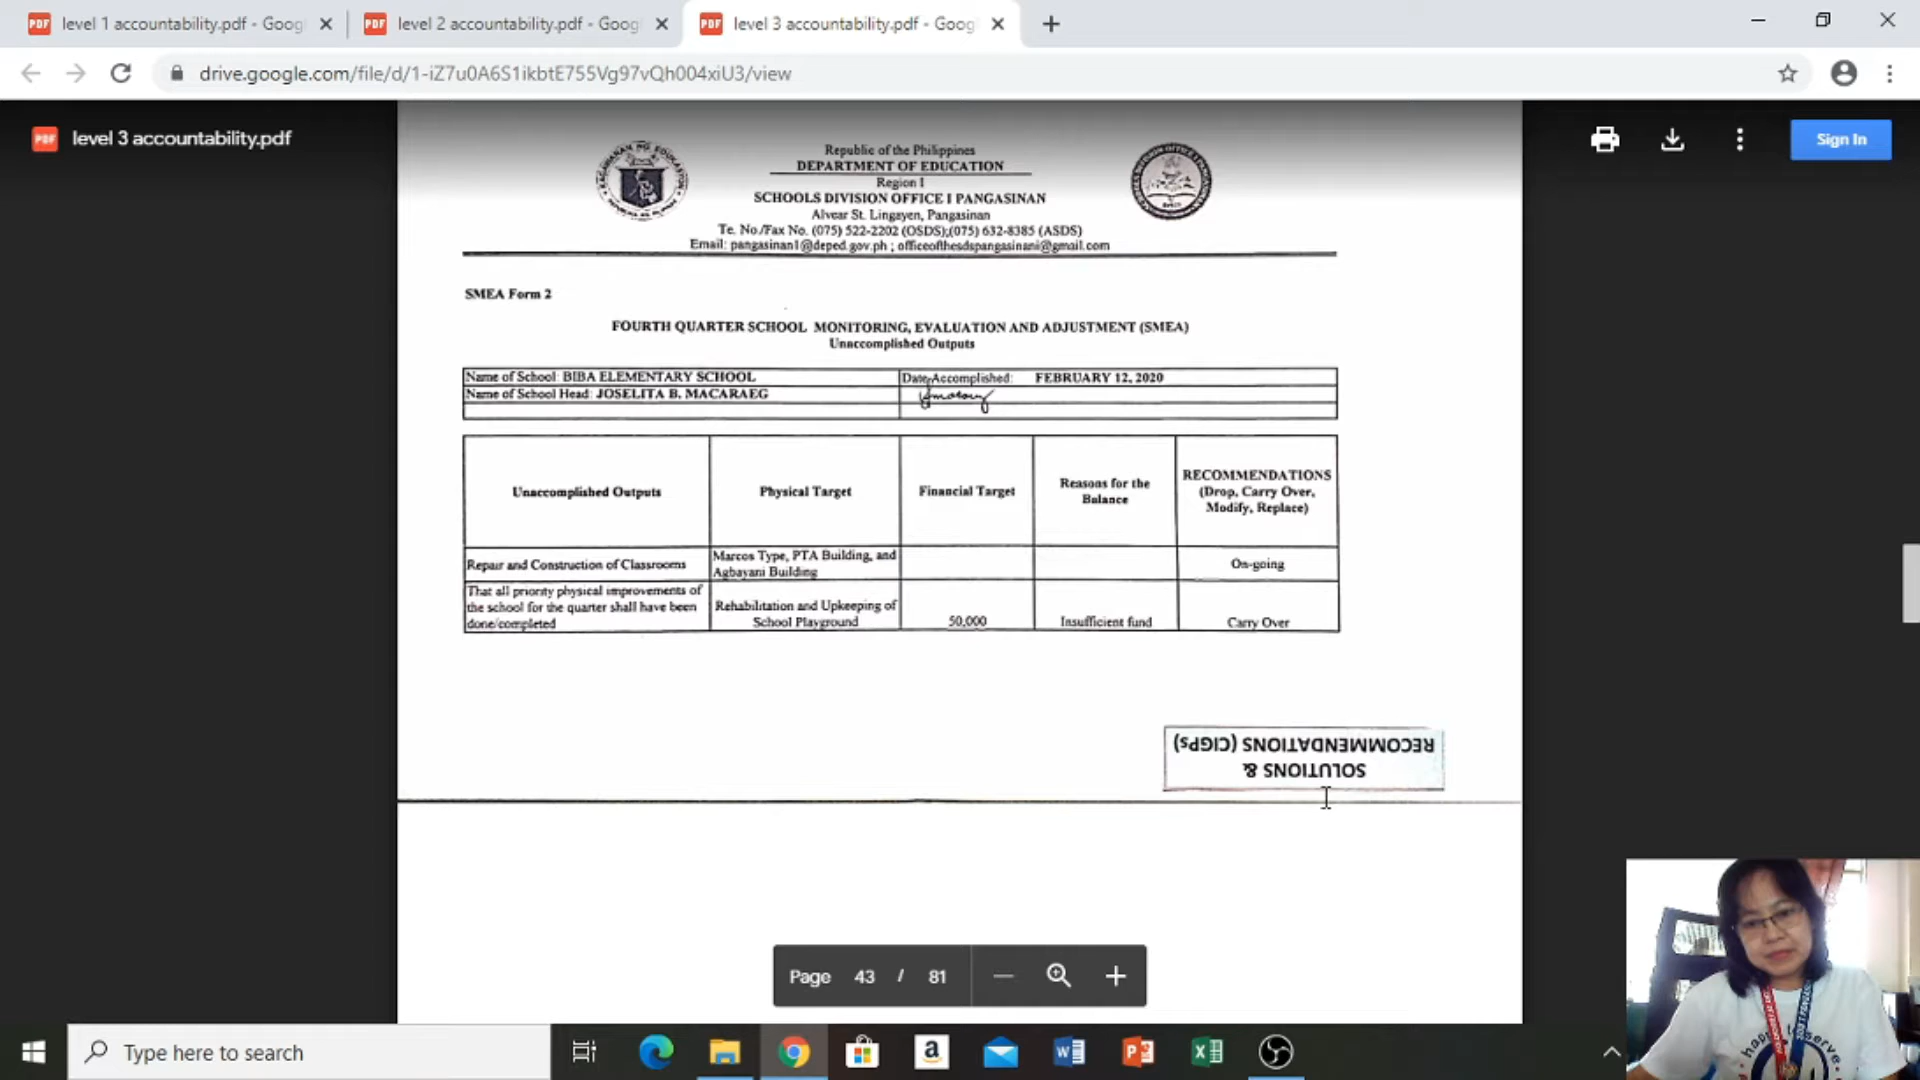 level 1 accountability.pdf - Goog
level 2 accountability.pdf - Goog
level 3 accountability.pdf - Goog
drive.google.com/file/d/1-iZ7u0A6S1ikbtE755Vg97vQh004xiU3/view
PDF level 3 accountability.pdf
Sign In
Republic of the Philippines
DEPARTMENT OF EDUCATION
Region I
SCHOOLS DIVISION OFFICE I PANGASINAN
Alvear St. Lingayen, Pangasinan
Te. No./Fax No. (075) 522-2202 (OSDS);(075) 632-8385 (ASDS)
Email: pangasinan1@deped.gov.ph ; officeofthesdspangasinani@gmail.com
SMEA Form 2
FOURTH QUARTER SCHOOL MONITORING, EVALUATION AND ADJUSTMENT (SMEA)
Unaccomplished Outputs
Name of School: BIBA ELEMENTARY SCHOOL
Date Accomplished: FEBRUARY 12, 2020
Name of School Head: JOSELITA B. MACARAEG
Unaccomplished Outputs
Physical Target
Financial Target
Reasons for the
Balance
RECOMMENDATIONS
(Drop, Carry Over,
Modify, Replace)
Repair and Construction of Classrooms
Marcos Type, PTA Building, and
Agbayani Building
On-going
That all priority physical improvements of
the school for the quarter shall have been
done/completed
Rehabilitation and Upkeeping of
School Playground
50,000
Insufficient fund
Carry Over
SOLUTIONS &
RECOMMENDATIONS (CIGPs)
Page 43 / 81
Type here to search